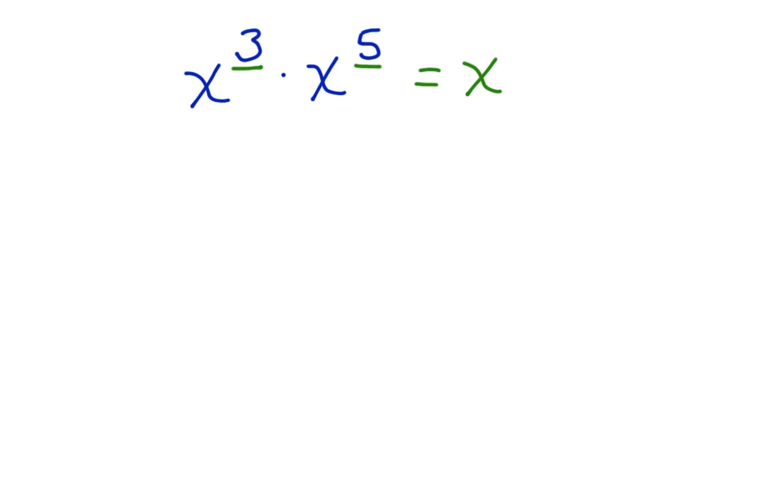 x³ · x⁵ = x